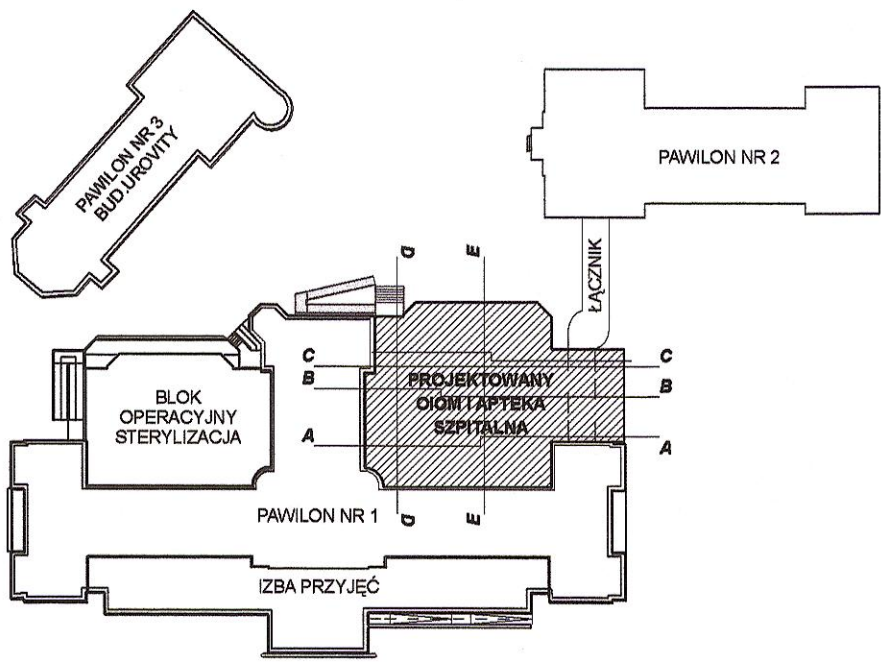 PAWILON NR 3
BUD.UROVITY
PAWILON NR 2
ŁĄCZNIK
D
E
C
C
B
B
A
A
BLOK
OPERACYJNY
STERYLIZACJA
PROJEKTOWANY
OIOM I APTEKA
SZPITALNA
D
E
PAWILON NR 1
IZBA PRZYJĘĆ